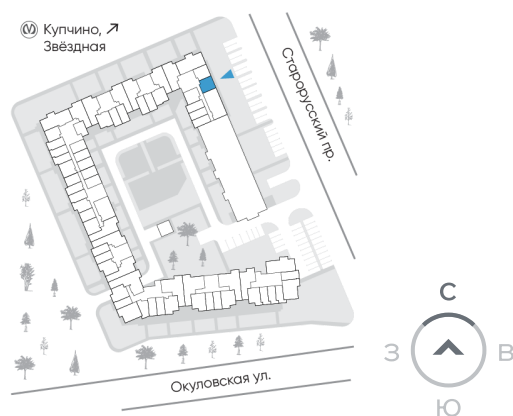 Купчино, ↗
Звёздная
Старорусский пр.
Окуловская ул.
С
З
В
Ю